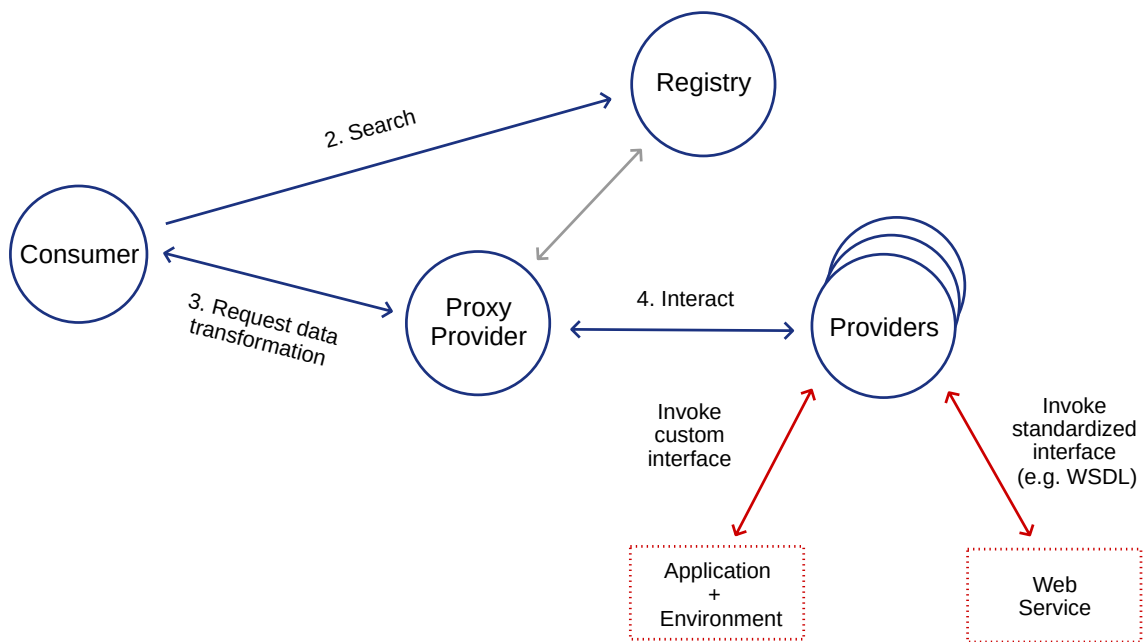 Registry
2. Search
Consumer
3. Request data
transformation
Proxy
Provider
4. Interact
Providers
Invoke
custom
interface
Invoke
standardized
interface
(e.g. WSDL)
Application
+
Environment
Web
Service